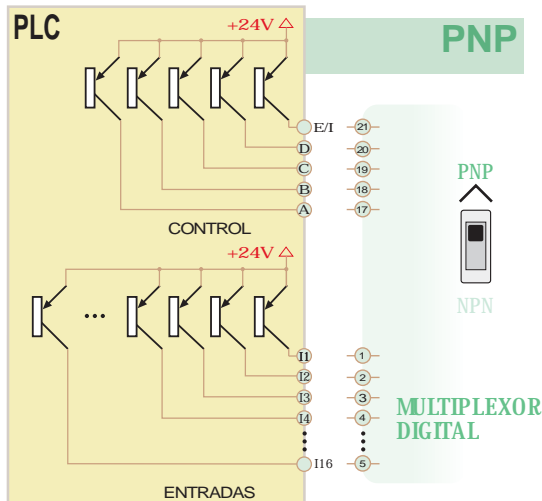 PLC
+24V
PNP
E/I 21
D 20
C 19
B 18
A 17
CONTROL
PNP
NPN
+24V
...
I1 1
I2 2
I3 3
I4 4
I16 5
MULTIPLEXOR
DIGITAL
ENTRADAS